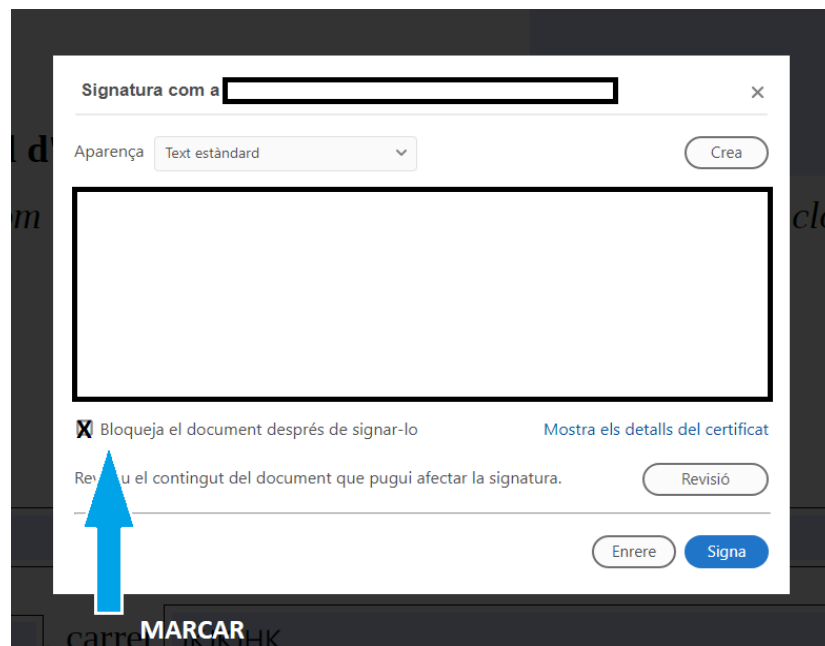 Signatura com a
Aparença Text estàndard Crea
X Bloqueja el document després de signar-lo Mostra els detalls del certificat
el contingut del document que pugui afectar la signatura. Revisió
Enrere Signa
MARCAR